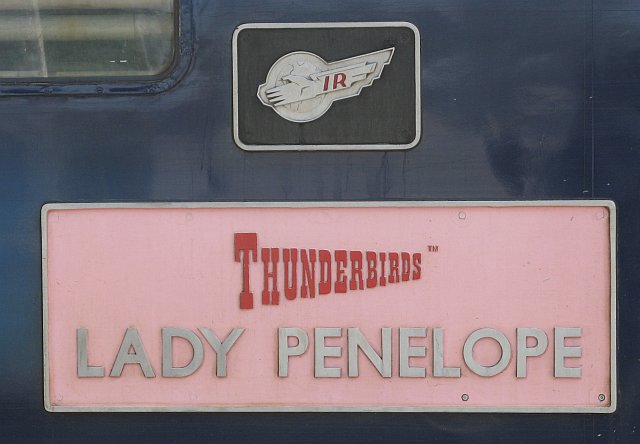 IR
THUNDERBIRDS™
LADY PENELOPE